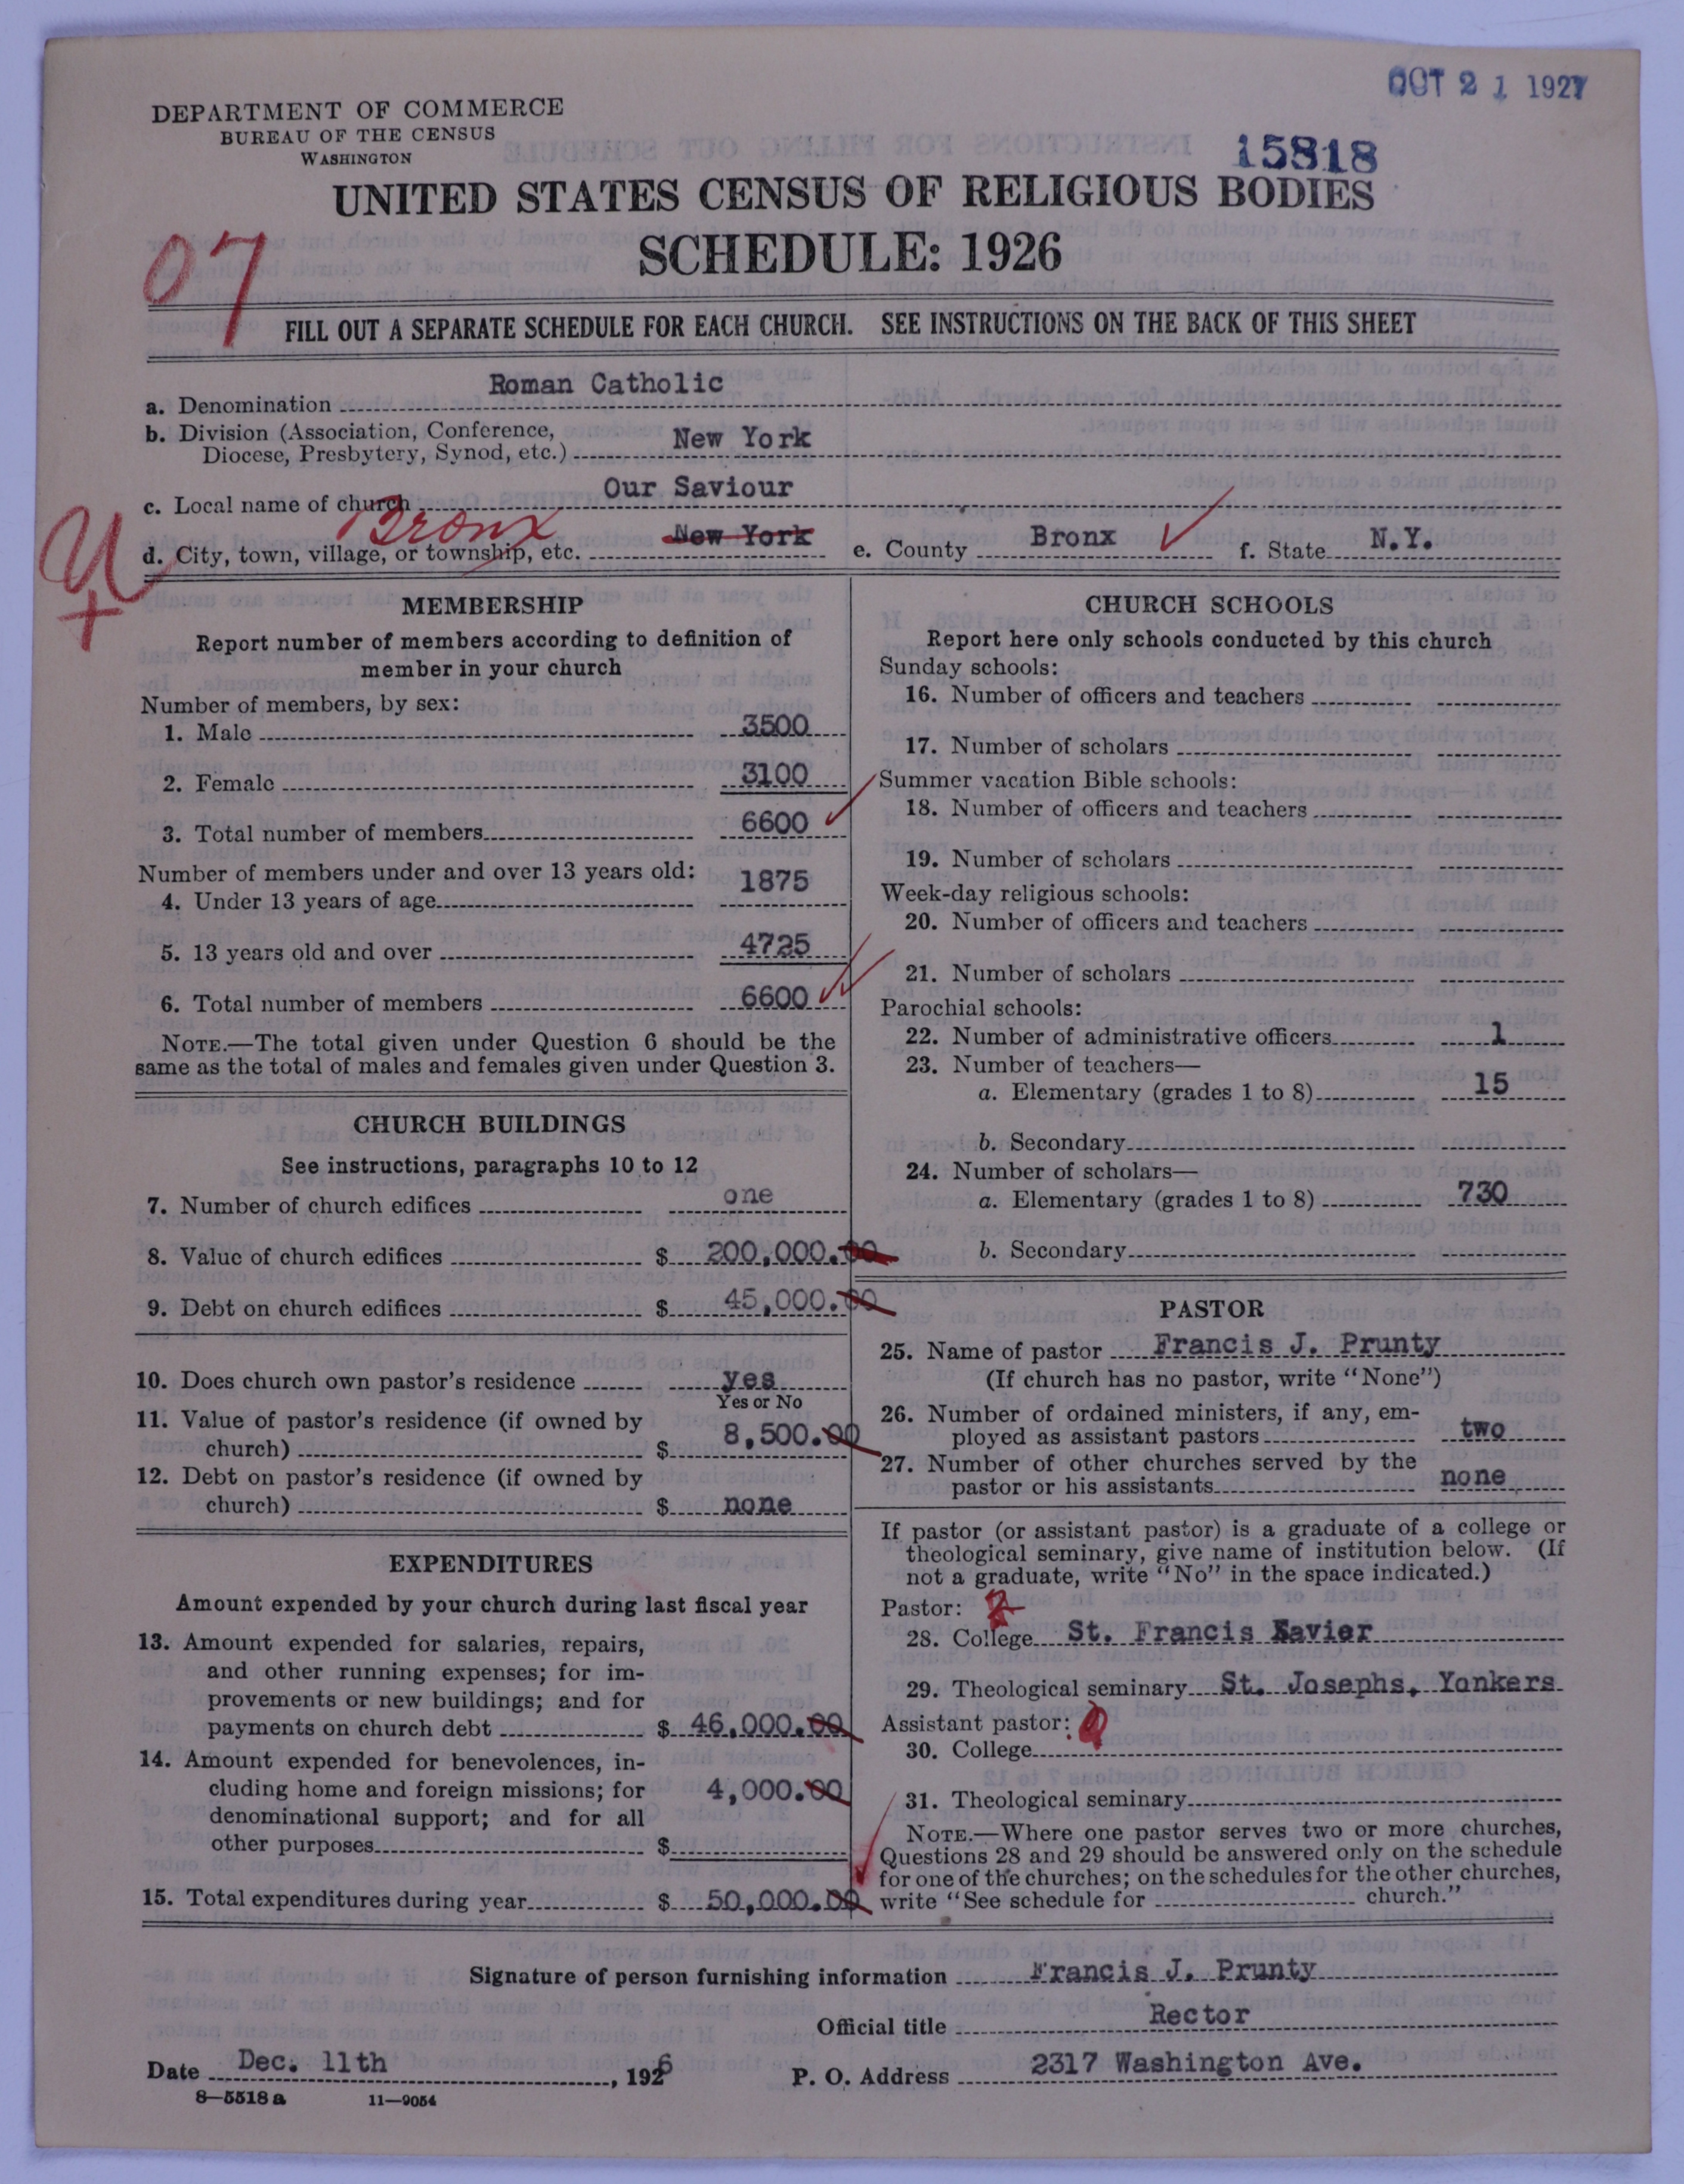 OCT 21 1927
DEPARTMENT OF COMMERCE
BUREAU OF THE CENSUS
WASHINGTON
15818
UNITED STATES CENSUS OF RELIGIOUS BODIES
SCHEDULE: 1926
07
FILL OUT A SEPARATE SCHEDULE FOR EACH CHURCH. SEE INSTRUCTIONS ON THE BACK OF THIS SHEET
a. Denomination Roman Catholic
b. Division (Association, Conference,
Diocese, Presbytery, Synod, etc.) New York
c. Local name of church Our Saviour
Bronx
d. City, town, village, or township, etc. New York e. County Bronx f. State N.Y.
U
MEMBERSHIP
Report number of members according to definition of
member in your church
Number of members, by sex:
1. Male 3500
2. Female 3100
3. Total number of members 6600
Number of members under and over 13 years old:
4. Under 13 years of age 1875
5. 13 years old and over 4725
6. Total number of members 6600
NOTE.—The total given under Question 6 should be the
same as the total of males and females given under Question 3.
CHURCH BUILDINGS
See instructions, paragraphs 10 to 12
7. Number of church edifices one
8. Value of church edifices $ 200,000.00
9. Debt on church edifices $ 45,000.00
10. Does church own pastor's residence yes
Yes or No
11. Value of pastor's residence (if owned by
church) $ 8,500.00
12. Debt on pastor's residence (if owned by
church) $ none
EXPENDITURES
Amount expended by your church during last fiscal year
13. Amount expended for salaries, repairs,
and other running expenses; for im-
provements or new buildings; and for
payments on church debt $ 46,000.00
14. Amount expended for benevolences, in-
cluding home and foreign missions; for 4,000.00
denominational support; and for all
other purposes $
15. Total expenditures during year $ 50,000.00
CHURCH SCHOOLS
Report here only schools conducted by this church
Sunday schools:
16. Number of officers and teachers
17. Number of scholars
Summer vacation Bible schools:
18. Number of officers and teachers
19. Number of scholars
Week-day religious schools:
20. Number of officers and teachers
21. Number of scholars
Parochial schools:
22. Number of administrative officers 1
23. Number of teachers—
a. Elementary (grades 1 to 8) 15
b. Secondary
24. Number of scholars—
a. Elementary (grades 1 to 8) 730
b. Secondary
PASTOR
25. Name of pastor Francis J. Prunty
(If church has no pastor, write "None")
26. Number of ordained ministers, if any, em-
ployed as assistant pastors two
27. Number of other churches served by the
pastor or his assistants none
If pastor (or assistant pastor) is a graduate of a college or
theological seminary, give name of institution below. (If
not a graduate, write "No" in the space indicated.)
Pastor: 2
28. College St. Francis Xavier
29. Theological seminary St. Josephs, Yonkers
Assistant pastor: 0
30. College
31. Theological seminary
NOTE.—Where one pastor serves two or more churches,
Questions 28 and 29 should be answered only on the schedule
for one of the churches; on the schedules for the other churches,
write "See schedule for church."
Signature of person furnishing information Francis J. Prunty
Official title Rector
Date Dec. 11th, 1926 P. O. Address 2317 Washington Ave.
8—5518 a 11—9054